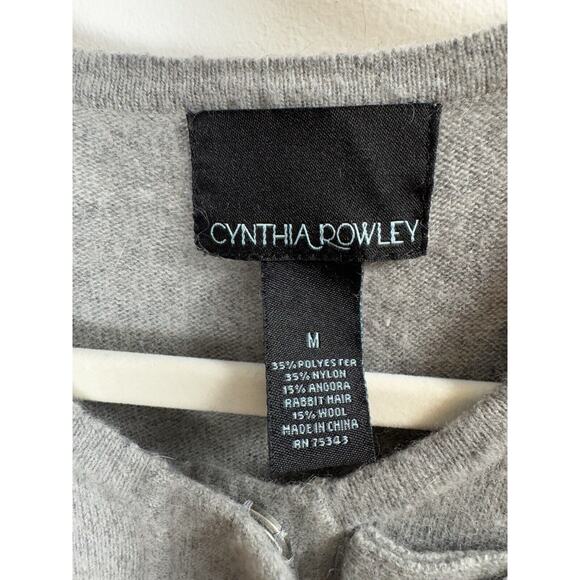 CYNTHIA ROWLEY
M
35% POLYESTER
35% NYLON
15% ANGORA
RABBIT HAIR
15% WOOL
MADE IN CHINA
RN 75343